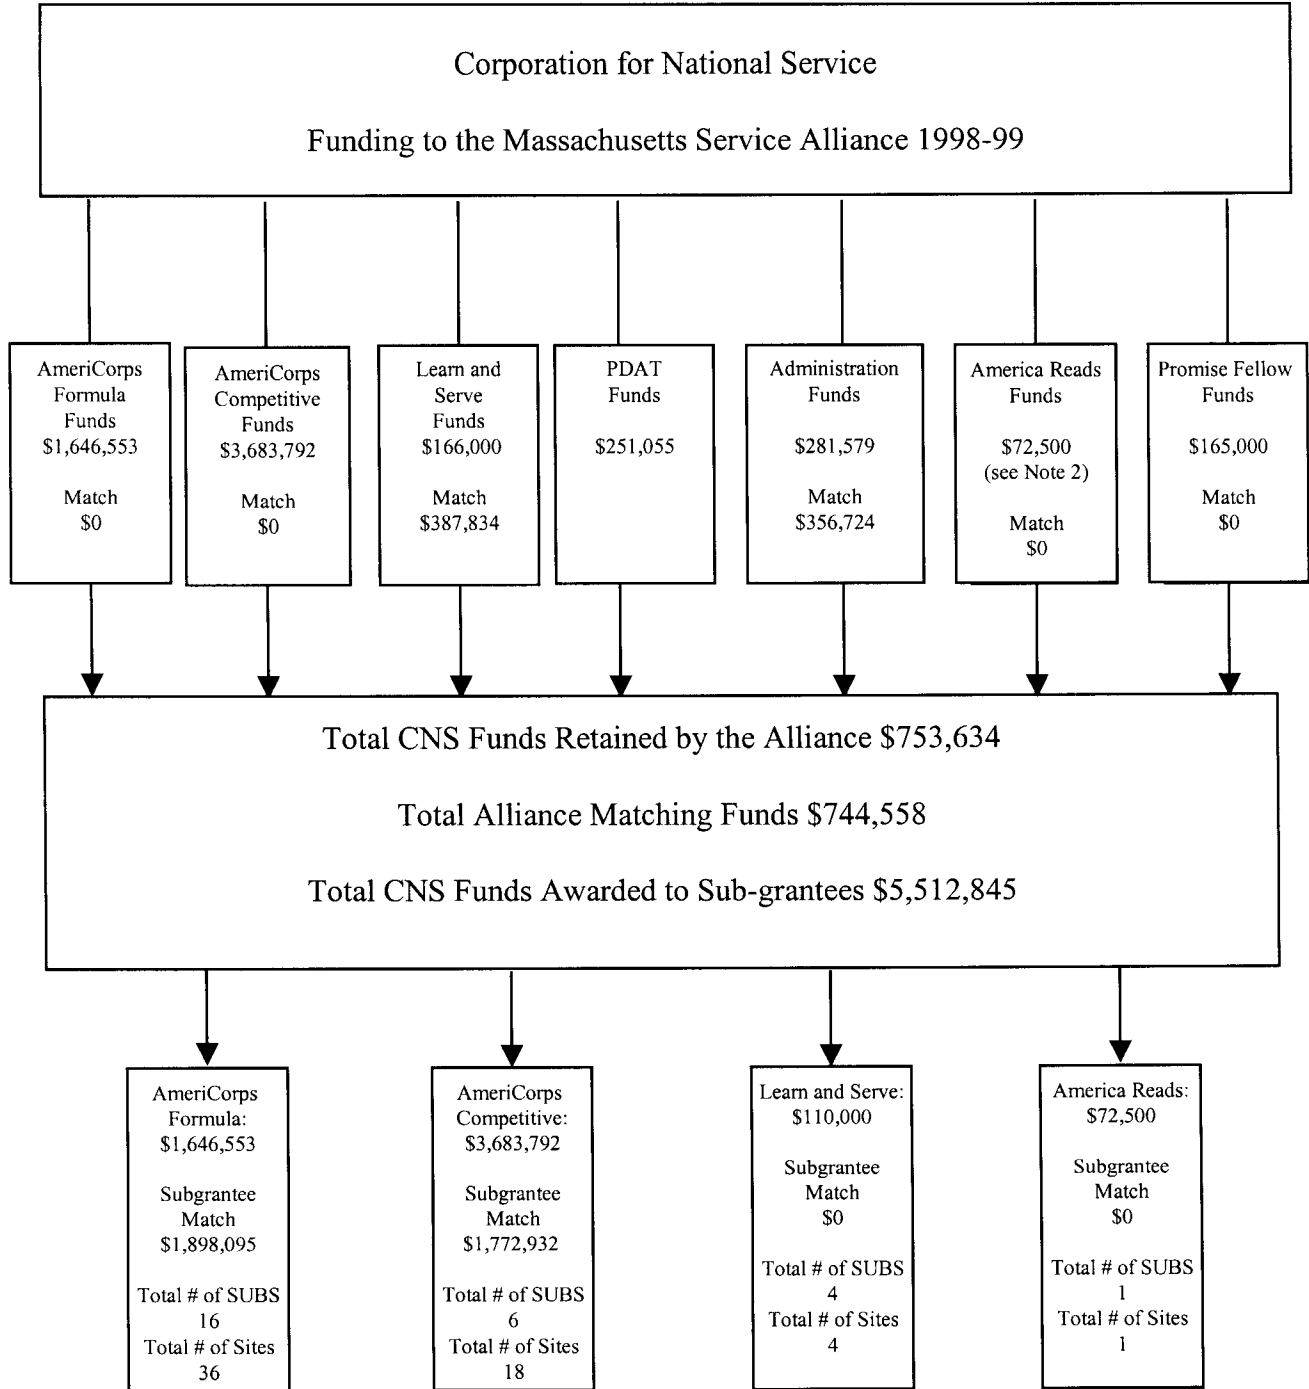 Corporation for National Service
Funding to the Massachusetts Service Alliance 1998-99
AmeriCorps
Formula
Funds
$1,646,553
Match
$0
AmeriCorps
Competitive
Funds
$3,683,792
Match
$0
Learn and
Serve
Funds
$166,000
Match
$387,834
PDAT
Funds
$251,055
Administration
Funds
$281,579
Match
$356,724
America Reads
Funds
$72,500
(see Note 2)
Match
$0
Promise Fellow
Funds
$165,000
Match
$0
Total CNS Funds Retained by the Alliance $753,634
Total Alliance Matching Funds $744,558
Total CNS Funds Awarded to Sub-grantees $5,512,845
AmeriCorps
Formula:
$1,646,553
Subgrantee
Match
$1,898,095
Total # of SUBS
16
Total # of Sites
36
AmeriCorps
Competitive:
$3,683,792
Subgrantee
Match
$1,772,932
Total # of SUBS
6
Total # of Sites
18
Learn and Serve:
$110,000
Subgrantee
Match
$0
Total # of SUBS
4
Total # of Sites
4
America Reads:
$72,500
Subgrantee
Match
$0
Total # of SUBS
1
Total # of Sites
1